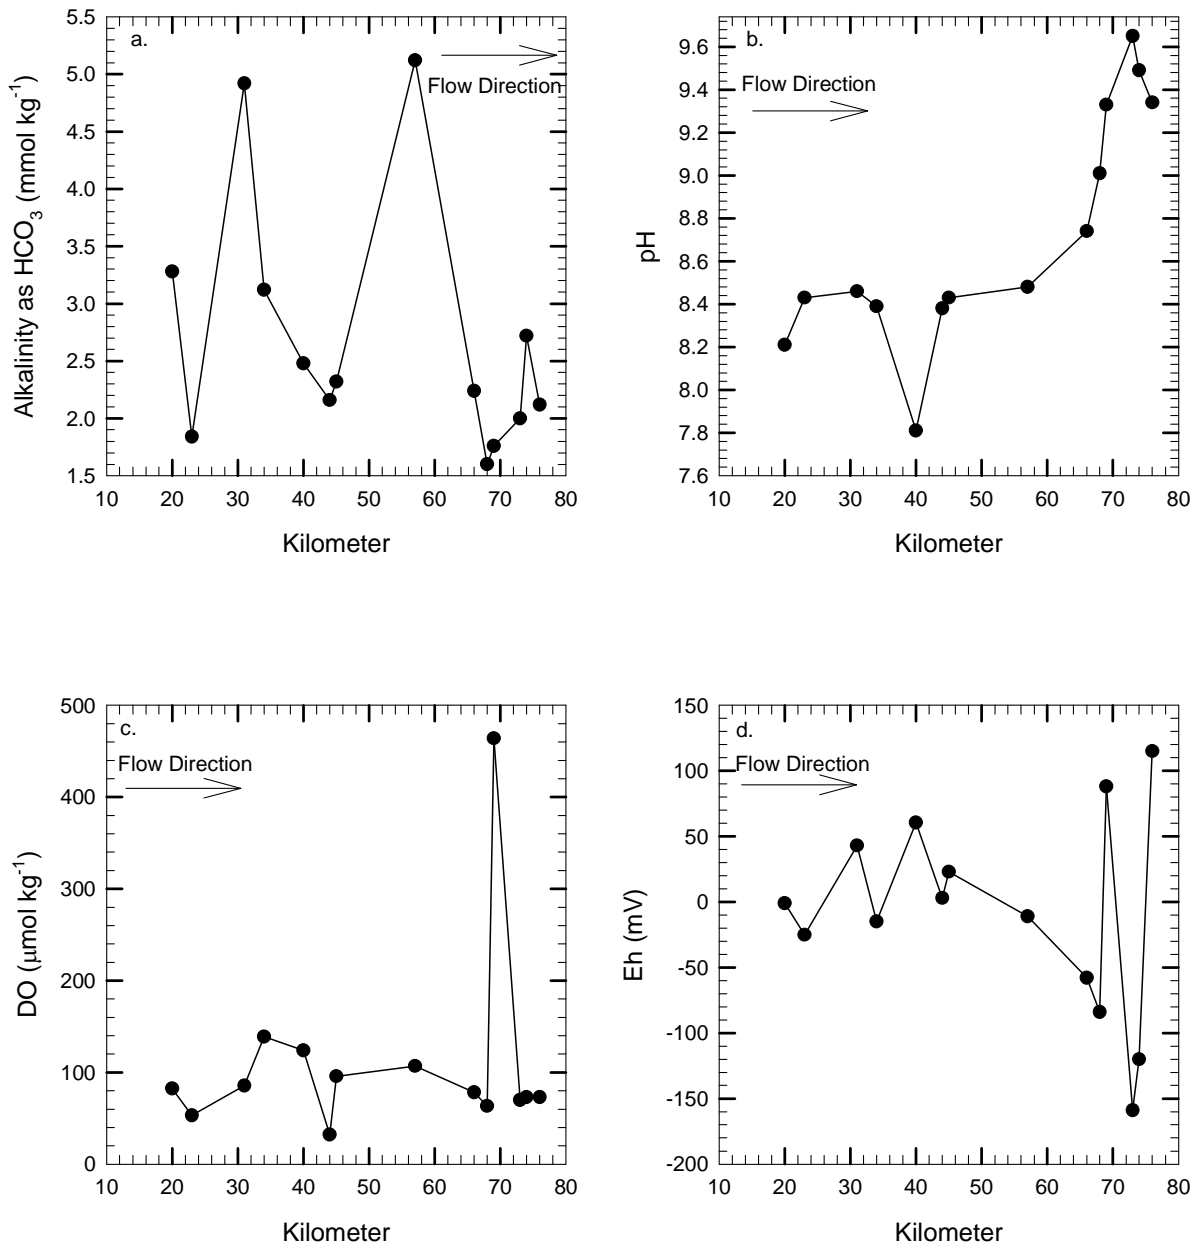 a.
Flow Direction
5.5
5.0
4.5
4.0
3.5
3.0
2.5
2.0
1.5
10 20 30 40 50 60 70 80
Alkalinity as HCO3 (mmol kg-1)
Kilometer
b.
Flow Direction
9.6
9.4
9.2
9.0
8.8
8.6
8.4
8.2
8.0
7.8
7.6
10 20 30 40 50 60 70 80
pH
Kilometer
c.
Flow Direction
500
400
300
200
100
0
10 20 30 40 50 60 70 80
DO (μmol kg-1)
Kilometer
d.
Flow Direction
150
100
50
0
-50
-100
-150
-200
10 20 30 40 50 60 70 80
Eh (mV)
Kilometer